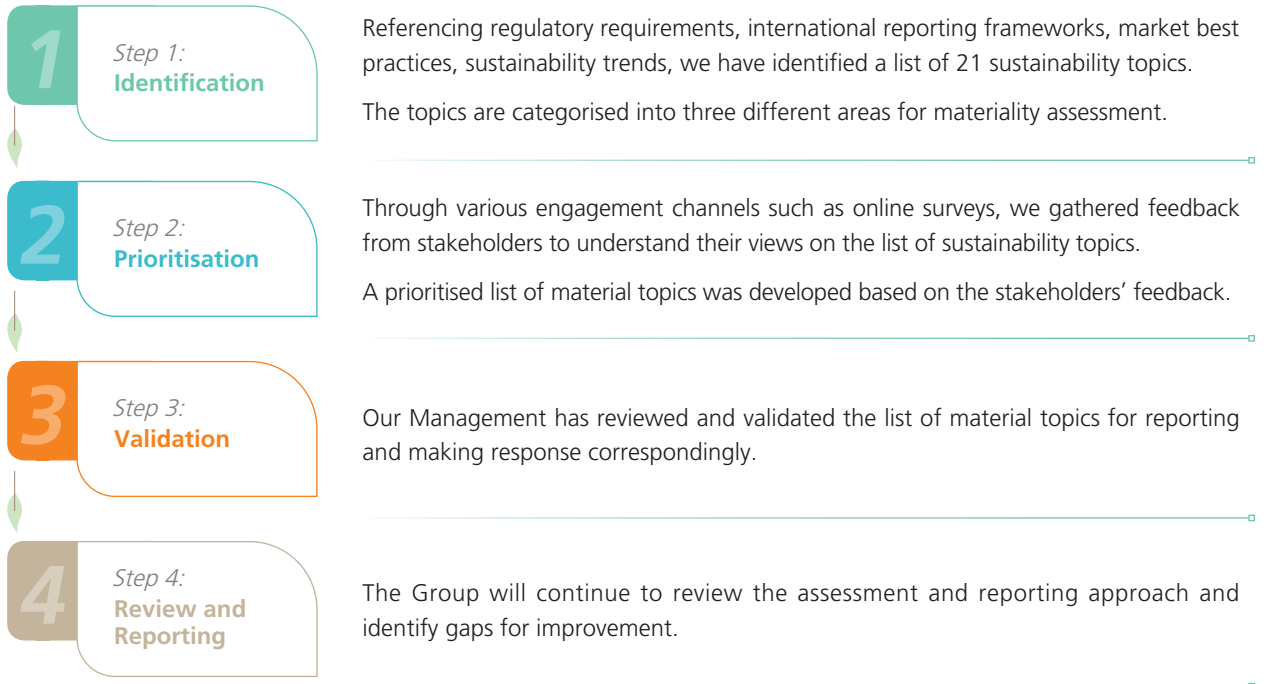 1
Step 1:
Identification
Referencing regulatory requirements, international reporting frameworks, market best
practices, sustainability trends, we have identified a list of 21 sustainability topics.
The topics are categorised into three different areas for materiality assessment.
2
Step 2:
Prioritisation
Through various engagement channels such as online surveys, we gathered feedback
from stakeholders to understand their views on the list of sustainability topics.
A prioritised list of material topics was developed based on the stakeholders’ feedback.
3
Step 3:
Validation
Our Management has reviewed and validated the list of material topics for reporting
and making response correspondingly.
4
Step 4:
Review and
Reporting
The Group will continue to review the assessment and reporting approach and
identify gaps for improvement.